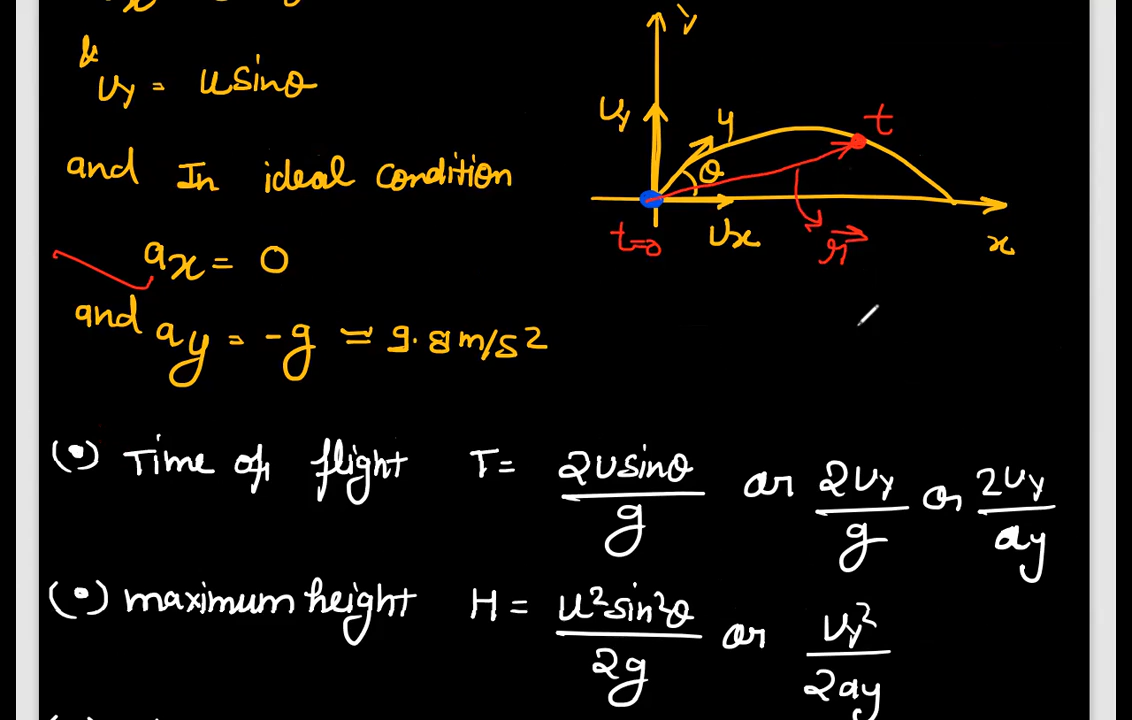 &
uy = usinθ
and In ideal condition
ax = 0
and ay = -g ≃ 9.8m/s2
y
uy
u
θ
t
t=0
ux
r⃗
x
(•) Time of flight T= 2usinθ/g or 2uy/g or 2uy/ay
(•) maximum height H = u²sin²θ/2g or uy²/2ay